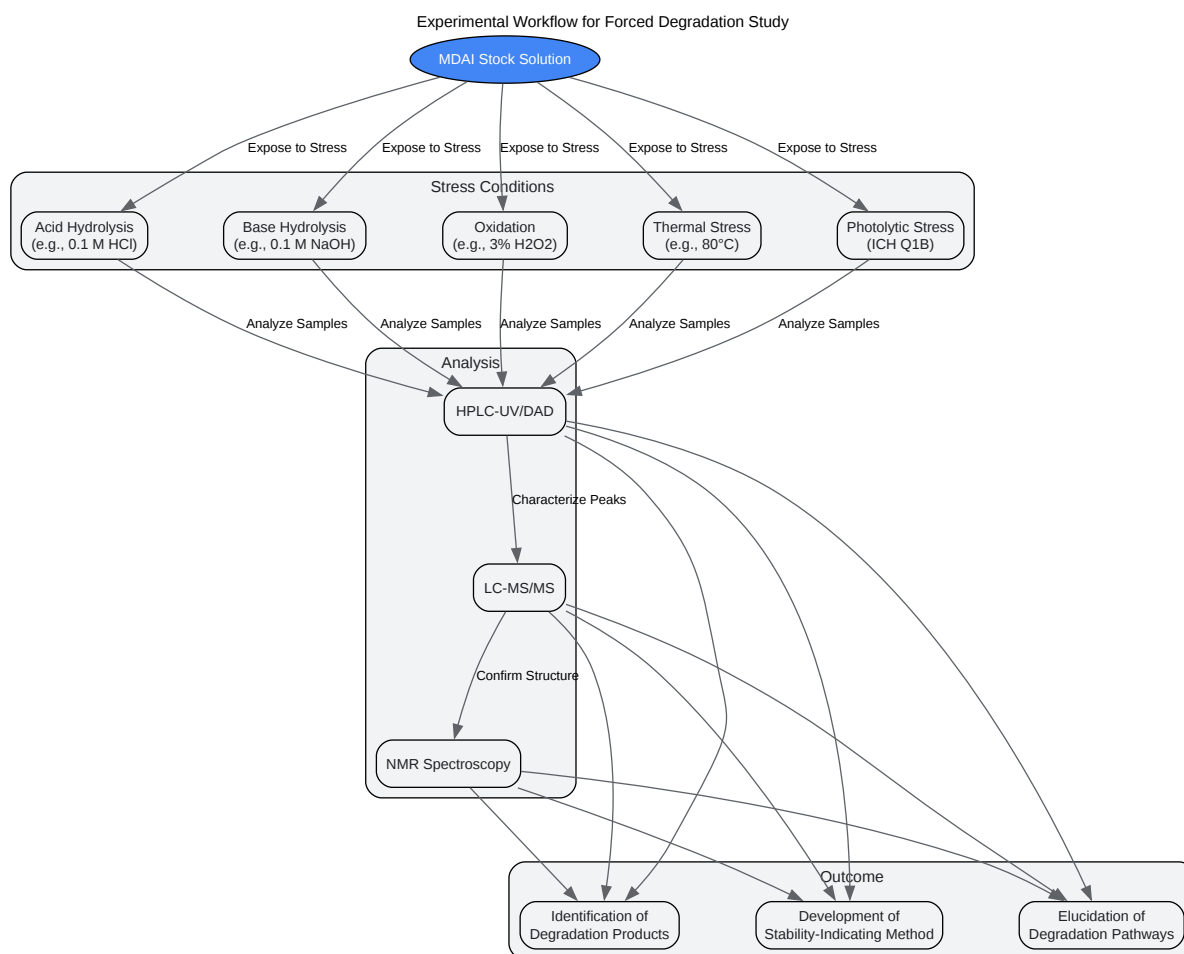 Experimental Workflow for Forced Degradation Study
MDAI Stock Solution
Expose to Stress
Expose to Stress
Expose to Stress
Expose to Stress
Expose to Stress
Stress Conditions
Acid Hydrolysis
(e.g., 0.1 M HCl)
Base Hydrolysis
(e.g., 0.1 M NaOH)
Oxidation
(e.g., 3% H2O2)
Thermal Stress
(e.g., 80°C)
Photolytic Stress
(ICH Q1B)
Analyze Samples
Analyze Samples
Analyze Samples
Analyze Samples
Analyze Samples
Analysis
HPLC-UV/DAD
Characterize Peaks
LC-MS/MS
Confirm Structure
NMR Spectroscopy
Outcome
Identification of
Degradation Products
Development of
Stability-Indicating Method
Elucidation of
Degradation Pathways